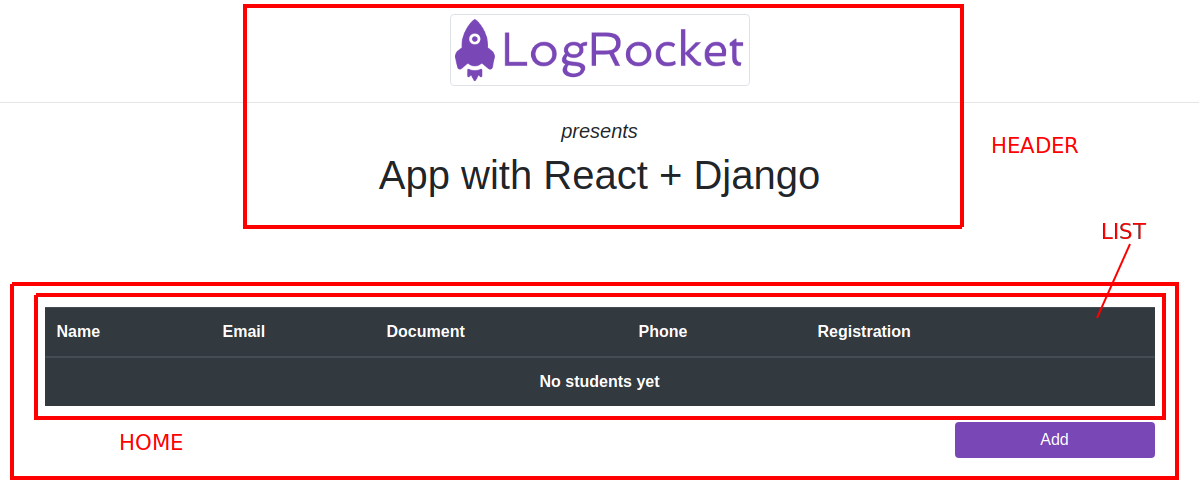 LogRocket
presents
HEADER
App with React + Django
LIST
Name Email Document Phone Registration
No students yet
HOME
Add